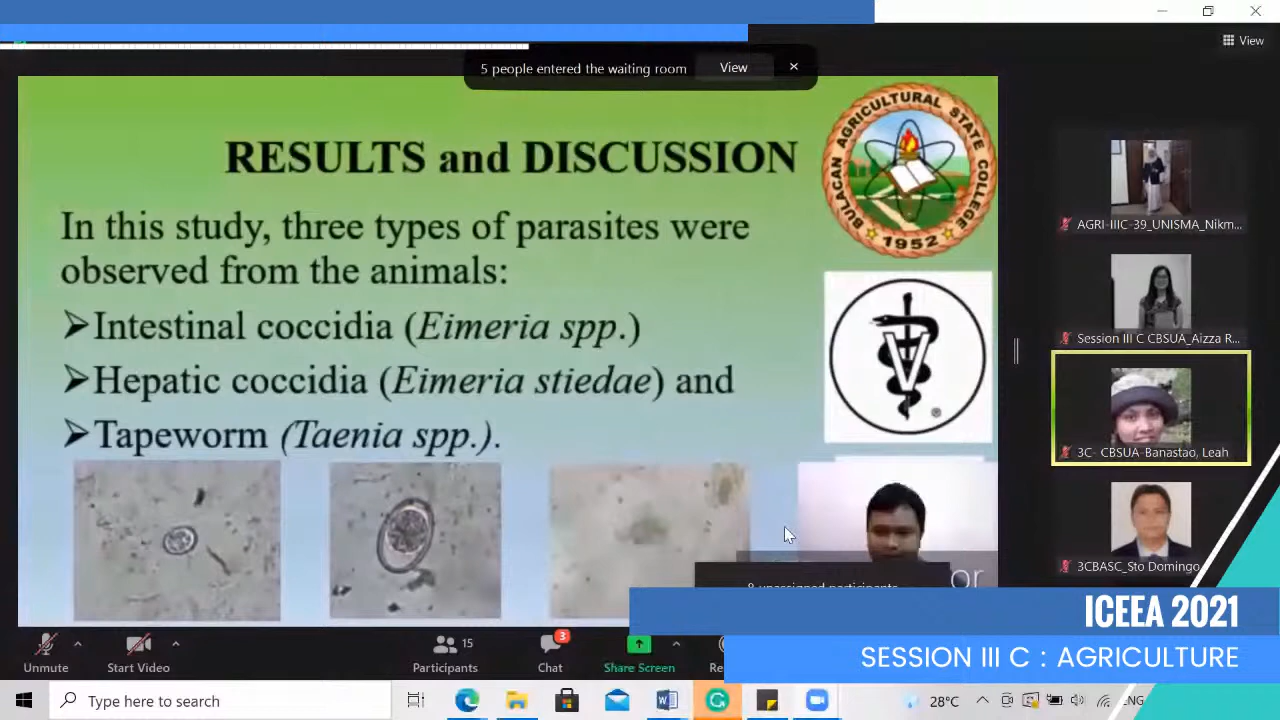 View
5 people entered the waiting room
View
RESULTS and DISCUSSION
BULACAN AGRICULTURAL STATE COLLEGE
1952
In this study, three types of parasites were
observed from the animals:
➢Intestinal coccidia (Eimeria spp.)
➢Hepatic coccidia (Eimeria stiedae) and
➢Tapeworm (Taenia spp.).
V
®
AGRI-IIIC-39_UNISMA_Nikm...
Session III C CBSUA_Aizza R...
3C- CBSUA-Banastao, Leah
3CBASC_Sto Domingo
or
8 unassigned participants
ICEEA 2021
SESSION III C : AGRICULTURE
Unmute
Start Video
15
Participants
3
Chat
Share Screen
Re
Type here to search
28°C
ENG